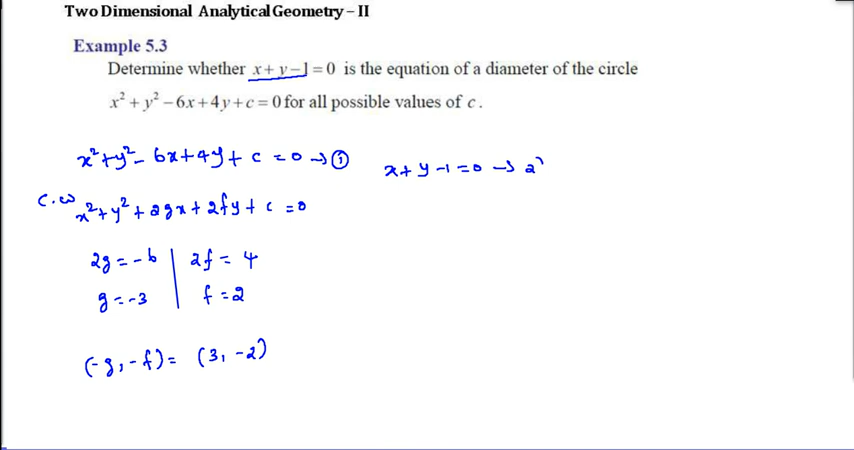 Two Dimensional Analytical Geometry – II
Example 5.3
Determine whether x + y − 1 = 0 is the equation of a diameter of the circle
x² + y² − 6x + 4y + c = 0 for all possible values of c .
x² + y² − 6x + 4y + c = 0 → ①
x + y − 1 = 0 → 2)
C. w
x² + y² + 2gx + 2fy + c = 0
2g = −6 | 2f = 4
g = −3 | f = 2
(−g, −f) = (3, −2)